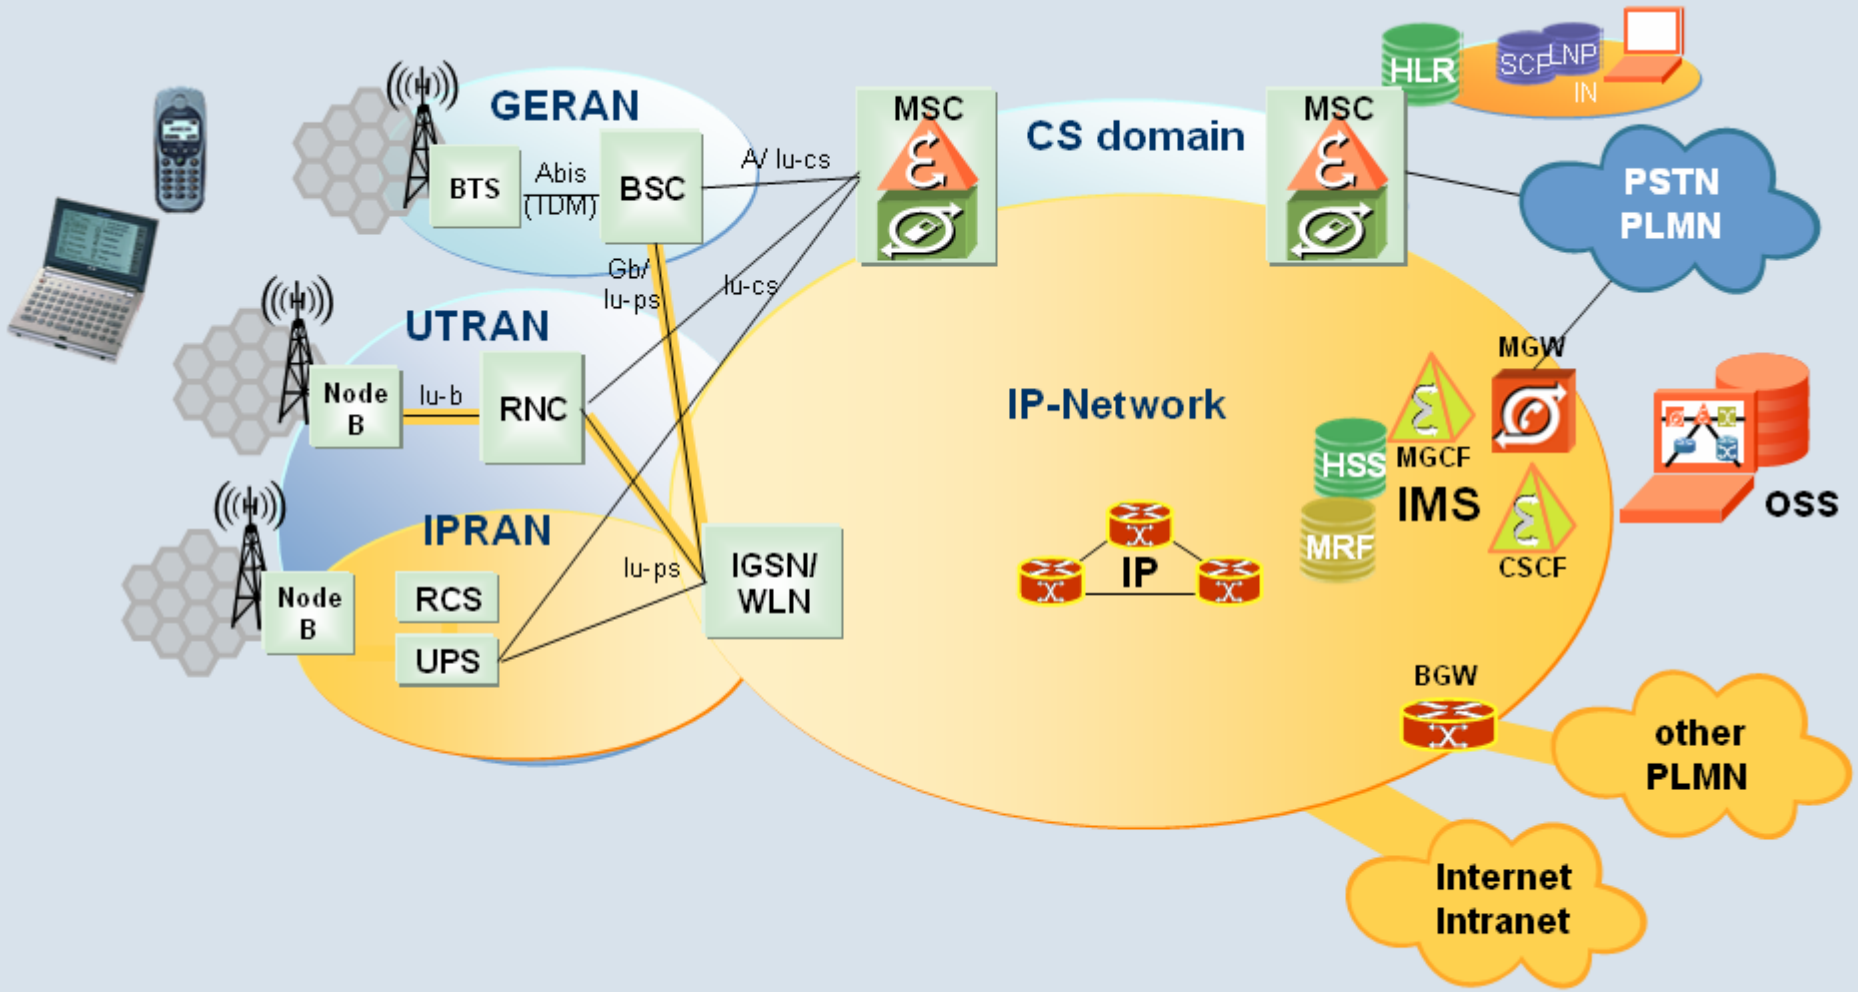 HLR
SCP
LNP
IN
GERAN
MSC
CS domain
MSC
BTS
Abis
(TDM)
BSC
A/ Iu-cs
PSTN
PLMN
Gb/
Iu-ps
Iu-cs
UTRAN
Node
B
Iu-b
RNC
IP-Network
MGW
HSS
MGCF
IMS
MRF
CSCF
OSS
IPRAN
Node
B
RCS
UPS
Iu-ps
IGSN/
WLN
IP
BGW
other
PLMN
Internet
Intranet